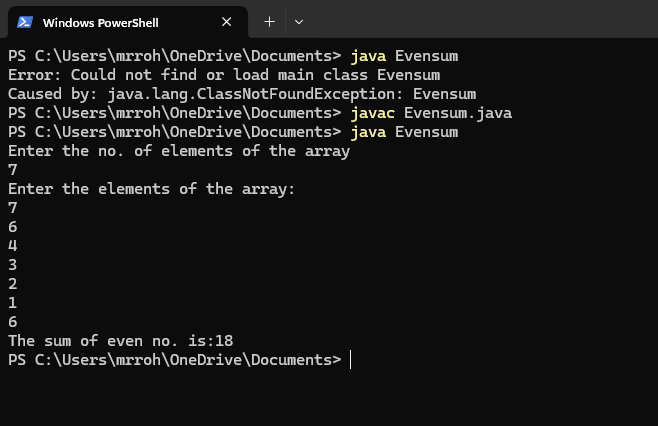 Windows PowerShell
PS C:\Users\mrroh\OneDrive\Documents> java Evensum
Error: Could not find or load main class Evensum
Caused by: java.lang.ClassNotFoundException: Evensum
PS C:\Users\mrroh\OneDrive\Documents> javac Evensum.java
PS C:\Users\mrroh\OneDrive\Documents> java Evensum
Enter the no. of elements of the array
7
Enter the elements of the array:
7
6
4
3
2
1
6
The sum of even no. is:18
PS C:\Users\mrroh\OneDrive\Documents>